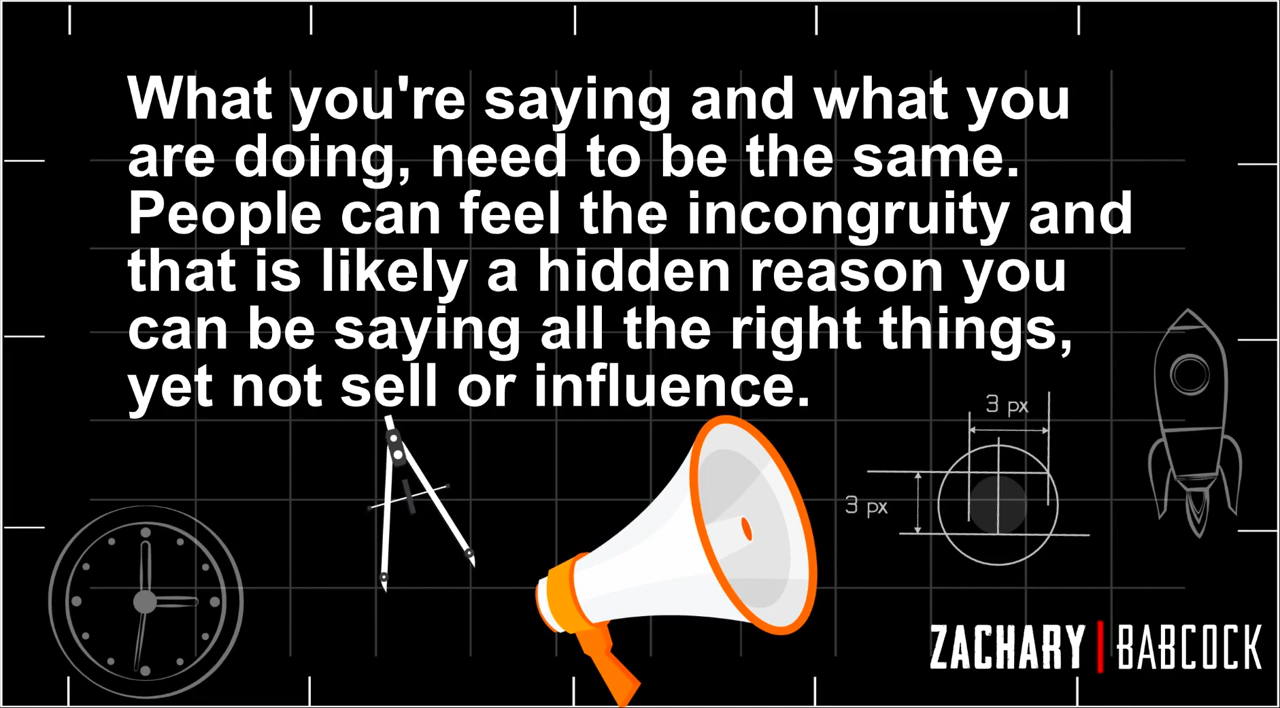 What you're saying and what you
are doing, need to be the same.
People can feel the incongruity and
that is likely a hidden reason you
can be saying all the right things,
yet not sell or influence.
3 px
3 px
ZACHARY | BABCOCK